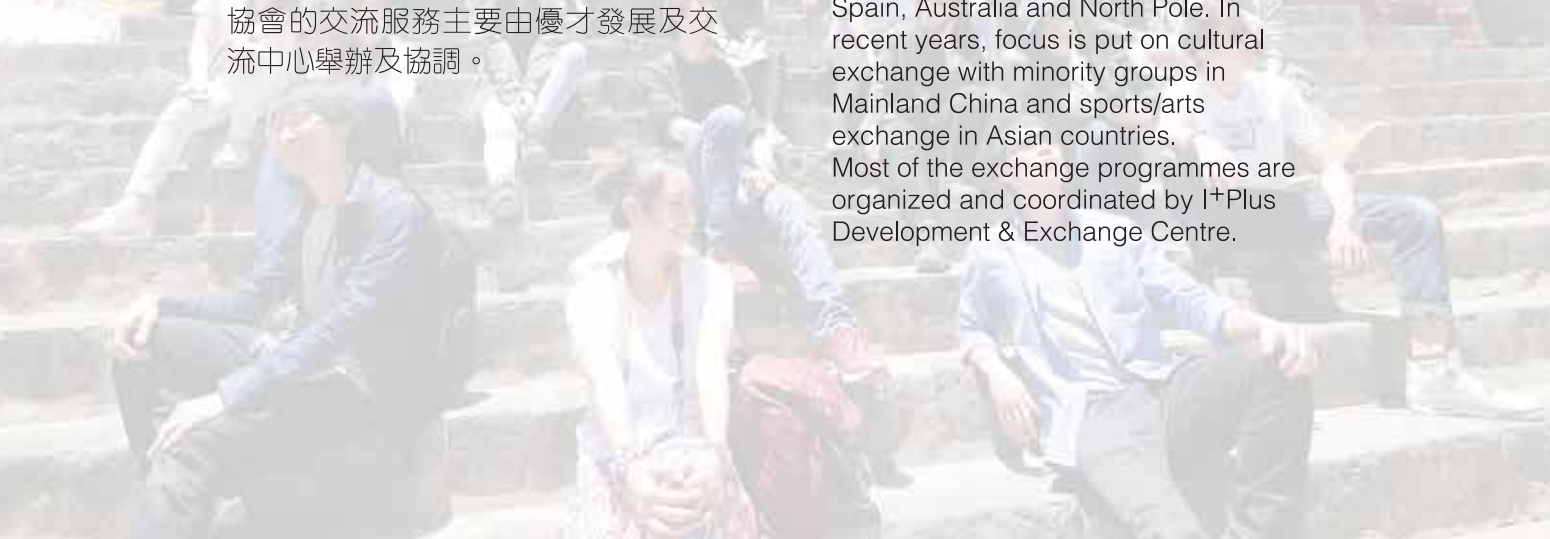 協會的交流服務主要由優才發展及交
流中心舉辦及協調。
Spain, Australia and North Pole. In
recent years, focus is put on cultural
exchange with minority groups in
Mainland China and sports/arts
exchange in Asian countries.
Most of the exchange programmes are
organized and coordinated by I+Plus
Development & Exchange Centre.